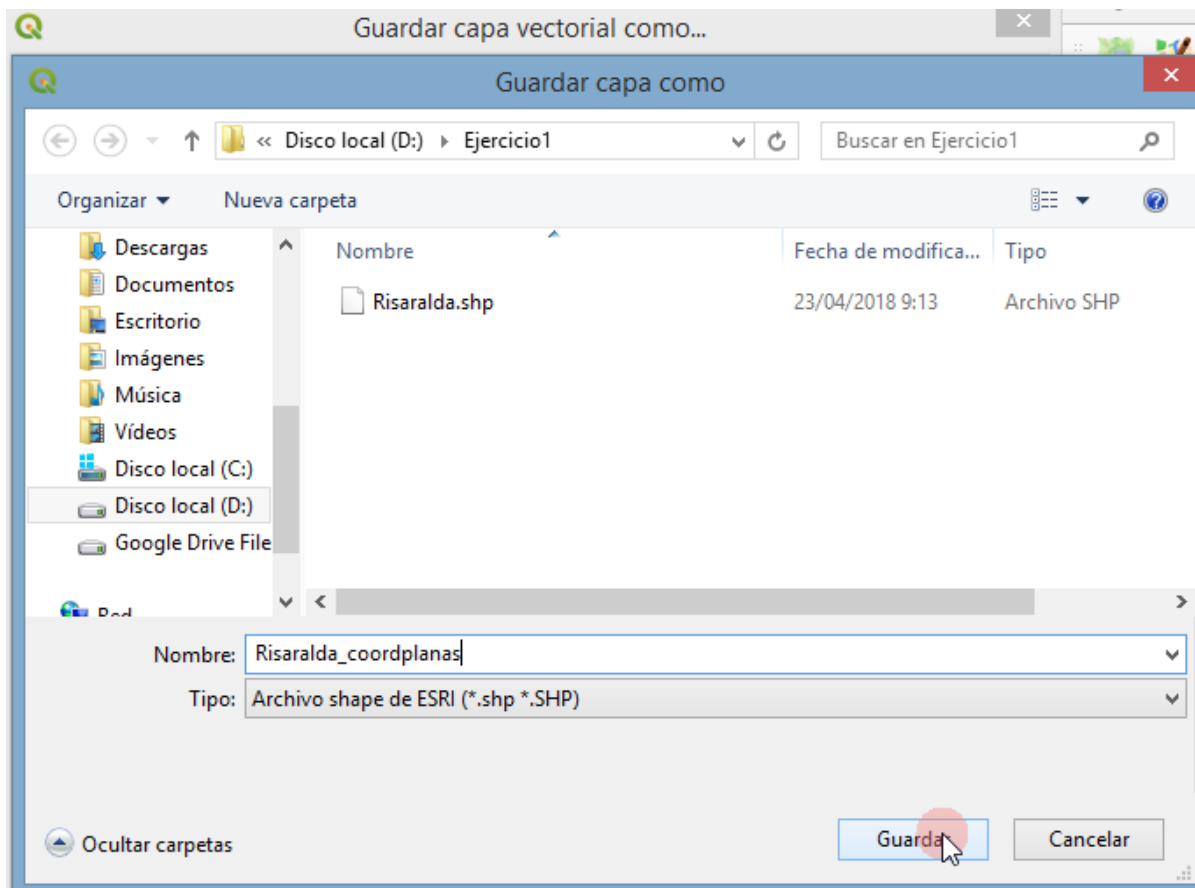 Guardar capa vectorial como...
Guardar capa como
« Disco local (D:) Ejercicio1
Buscar en Ejercicio1
Organizar
Nueva carpeta
Descargas
Documentos
Escritorio
Imágenes
Música
Vídeos
Disco local (C:)
Disco local (D:)
Google Drive File
Red
Nombre Fecha de modifica... Tipo
Risaralda.shp 23/04/2018 9:13 Archivo SHP
Nombre: Risaralda_coordplanas
Tipo: Archivo shape de ESRI (*.shp *.SHP)
Ocultar carpetas
Guardar
Cancelar